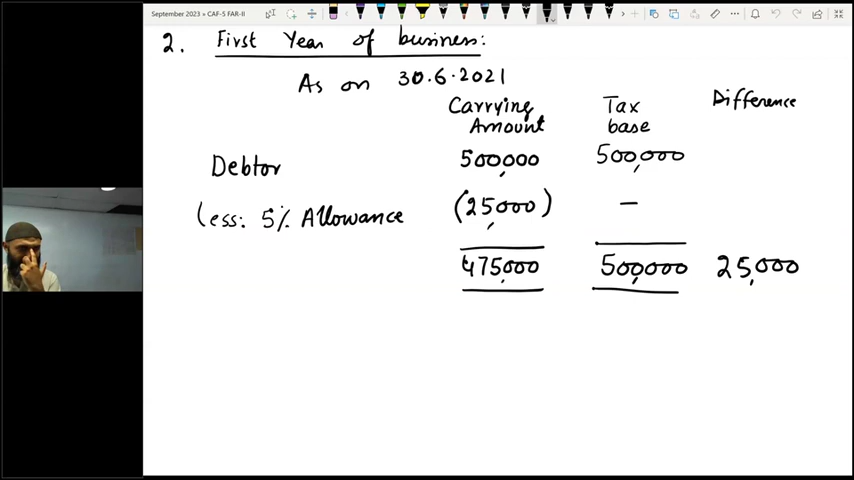 September 2023 » CAF-5 FAR-II
2. First Year of business:
As on 30.6.2021
Carrying Amount Tax base Difference
Debtor 500,000 500,000
less: 5% Allowance (25,000) —
475,000 500,000 25,000